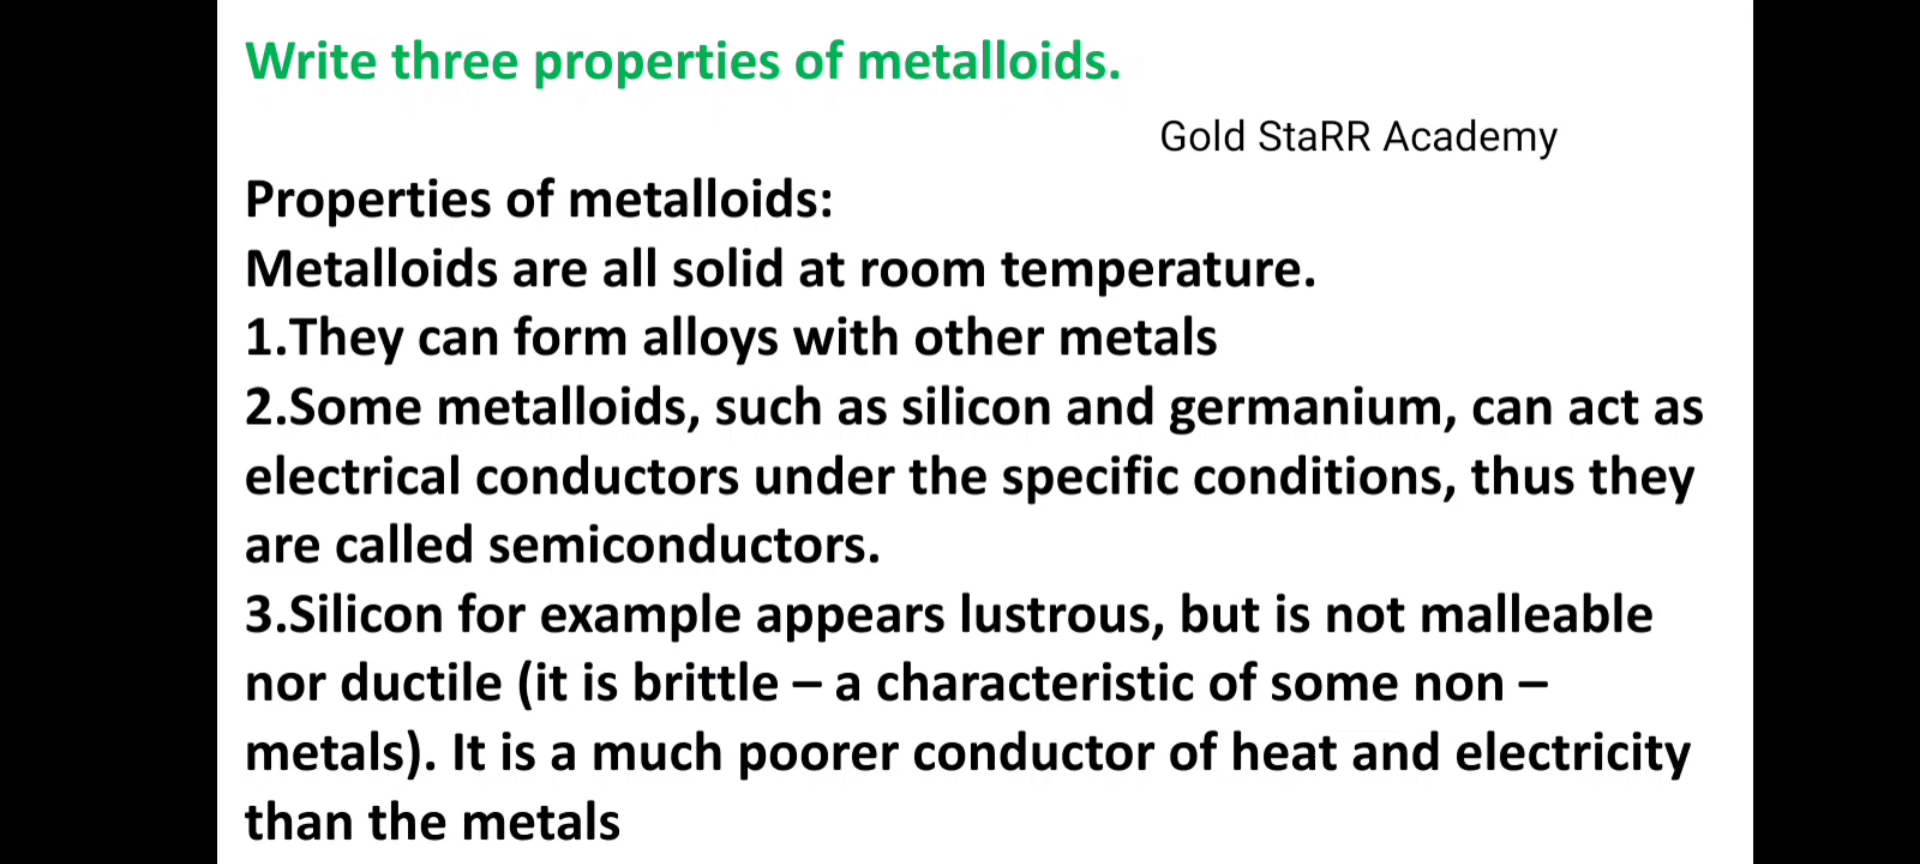 Write three properties of metalloids.
Gold StaRR Academy
Properties of metalloids:
Metalloids are all solid at room temperature.
1.They can form alloys with other metals
2.Some metalloids, such as silicon and germanium, can act as
electrical conductors under the specific conditions, thus they
are called semiconductors.
3.Silicon for example appears lustrous, but is not malleable
nor ductile (it is brittle – a characteristic of some non –
metals). It is a much poorer conductor of heat and electricity
than the metals